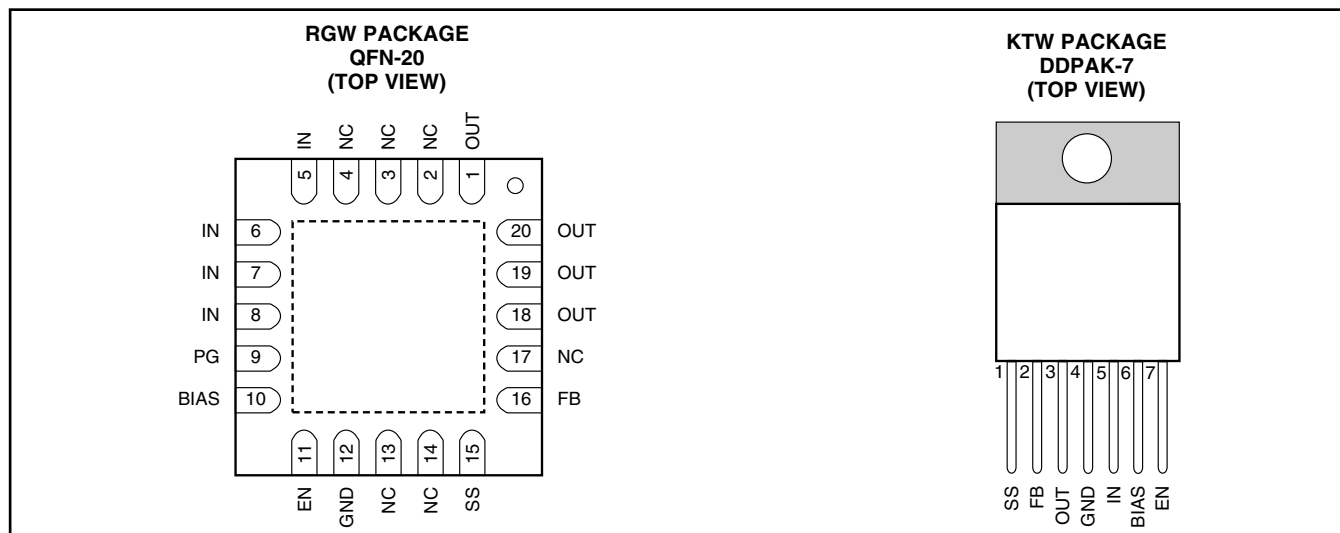 RGW PACKAGE
QFN-20
(TOP VIEW)
IN NC NC NC OUT
5 4 3 2 1
IN 6 20 OUT
IN 7 19 OUT
IN 8 18 OUT
PG 9 17 NC
BIAS 10 16 FB
11 12 13 14 15
EN GND NC NC SS
KTW PACKAGE
DDPAK-7
(TOP VIEW)
1 2 3 4 5 6 7
SS FB OUT GND IN BIAS EN